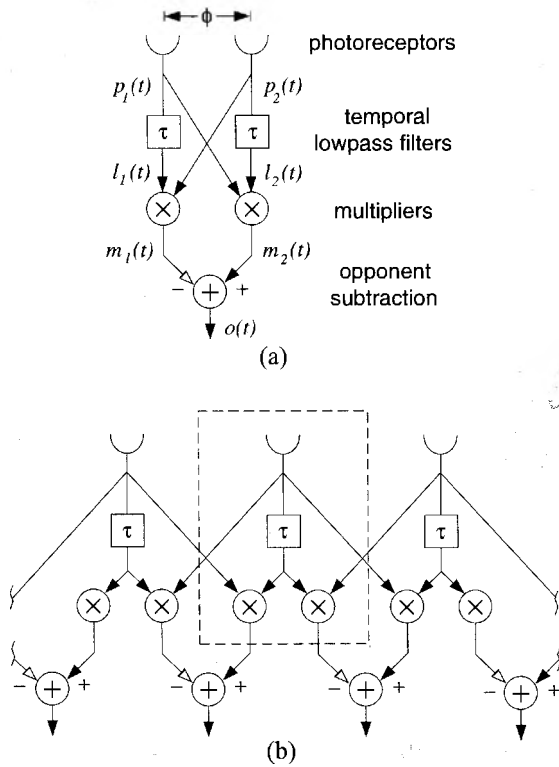 ϕ
photoreceptors
p₁(t) p₂(t)
τ τ
temporal
lowpass filters
l₁(t) l₂(t)
× ×
multipliers
m₁(t) m₂(t)
opponent
subtraction
− + +
o(t)
(a)
τ τ τ
× × × × × ×
− + + − + + − + + − + +
(b)